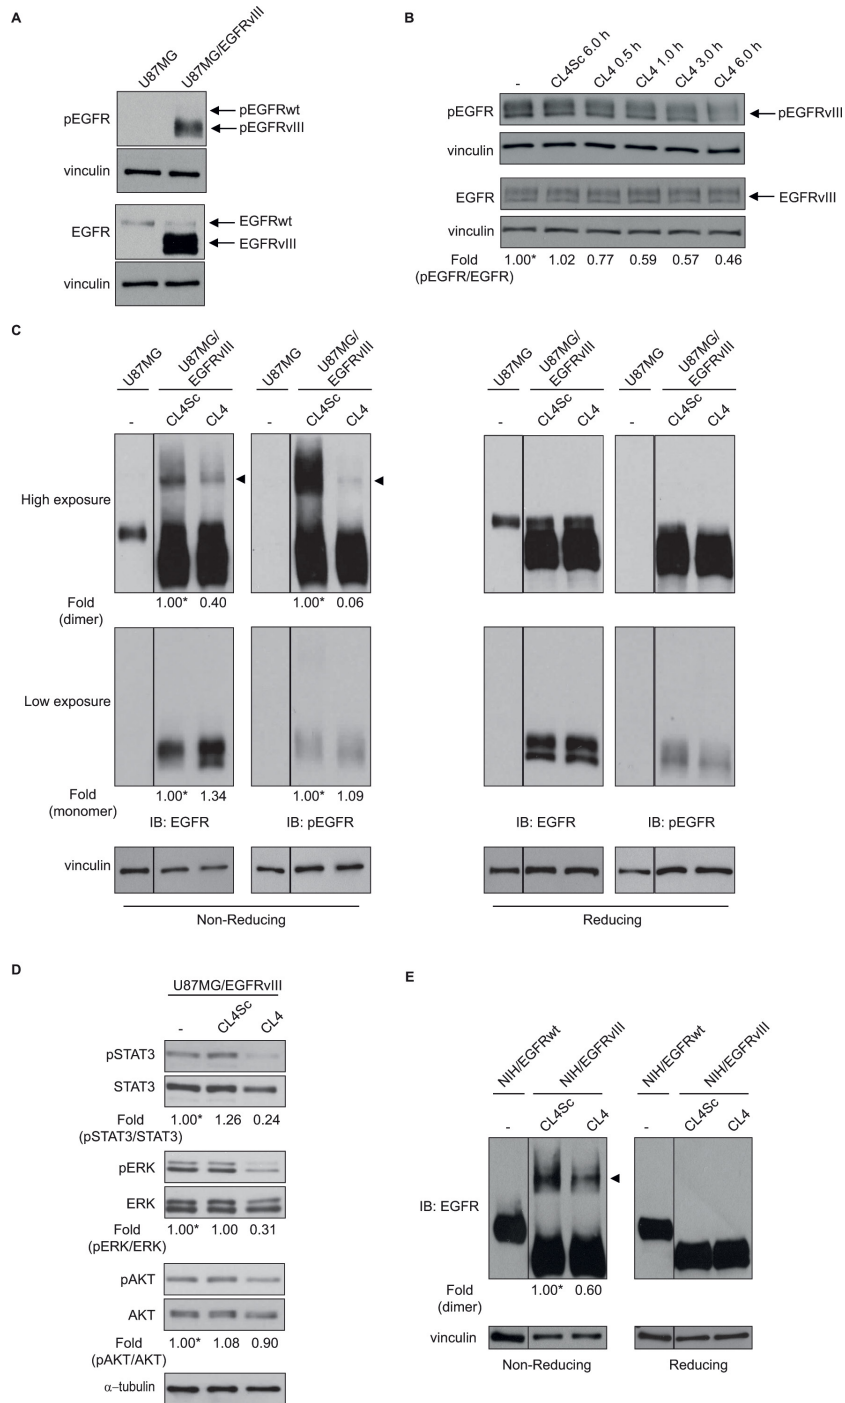 A
U87MG
U87MG/EGFRvIII
pEGFR
pEGFRwt
pEGFRvIII
vinculin
EGFR
EGFRwt
EGFRvIII
vinculin
B
- CL4Sc 6.0 h CL4 0.5 h CL4 1.0 h CL4 3.0 h CL4 6.0 h
pEGFR
pEGFRvIII
vinculin
EGFR
EGFRvIII
vinculin
Fold 1.00* 1.02 0.77 0.59 0.57 0.46
(pEGFR/EGFR)
C
U87MG U87MG/ U87MG U87MG/ U87MG U87MG/ U87MG U87MG/
EGFRvIII EGFRvIII EGFRvIII EGFRvIII
- CL4Sc CL4 - CL4Sc CL4 - CL4Sc CL4 - CL4Sc CL4
High exposure
Fold 1.00* 0.40 1.00* 0.06
(dimer)
Low exposure
Fold 1.00* 1.34 1.00* 1.09
(monomer)
IB: EGFR IB: pEGFR IB: EGFR IB: pEGFR
vinculin
Non-Reducing Reducing
D
U87MG/EGFRvIII
- CL4Sc CL4
pSTAT3
STAT3
Fold 1.00* 1.26 0.24
(pSTAT3/STAT3)
pERK
ERK
Fold 1.00* 1.00 0.31
(pERK/ERK)
pAKT
AKT
Fold 1.00* 1.08 0.90
(pAKT/AKT)
α–tubulin
E
NIH/EGFRwt NIH/EGFRvIII NIH/EGFRwt NIH/EGFRvIII
- CL4Sc CL4 - CL4Sc CL4
IB: EGFR
Fold 1.00* 0.60
(dimer)
vinculin
Non-Reducing Reducing